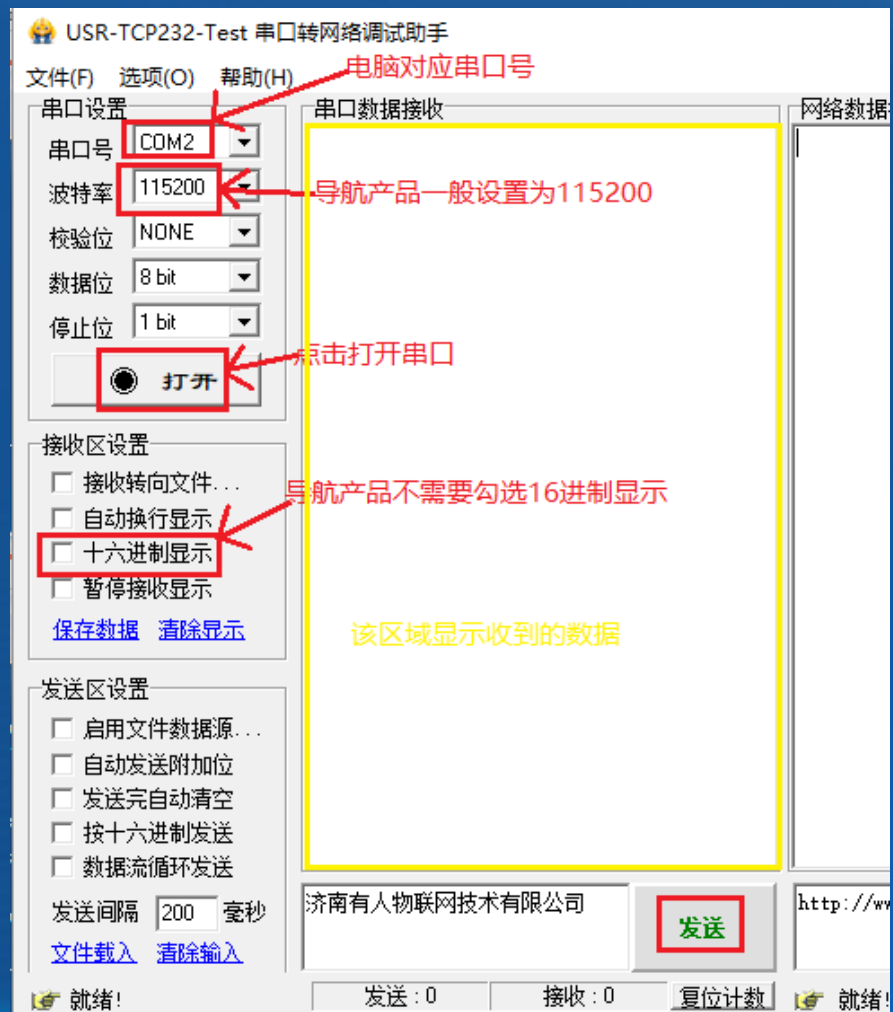 USR-TCP232-Test 串口转网络调试助手
文件(F) 选项(O) 帮助(H)
电脑对应串口号
串口设置
串口号 COM2
波特率 115200
导航产品一般设置为115200
校验位 NONE
数据位 8 bit
停止位 1 bit
打开
点击打开串口
接收区设置
接收转向文件...
自动换行显示
十六进制显示
导航产品不需要勾选16进制显示
暂停接收显示
保存数据 清除显示
发送区设置
启用文件数据源...
自动发送附加位
发送完自动清空
按十六进制发送
数据流循环发送
发送间隔 200 毫秒
文件载入 清除输入
就绪!
串口数据接收
该区域显示收到的数据
济南有人物联网技术有限公司
发送
发送：0 接收：0 复位计数
网络数据
http://ww
就绪!